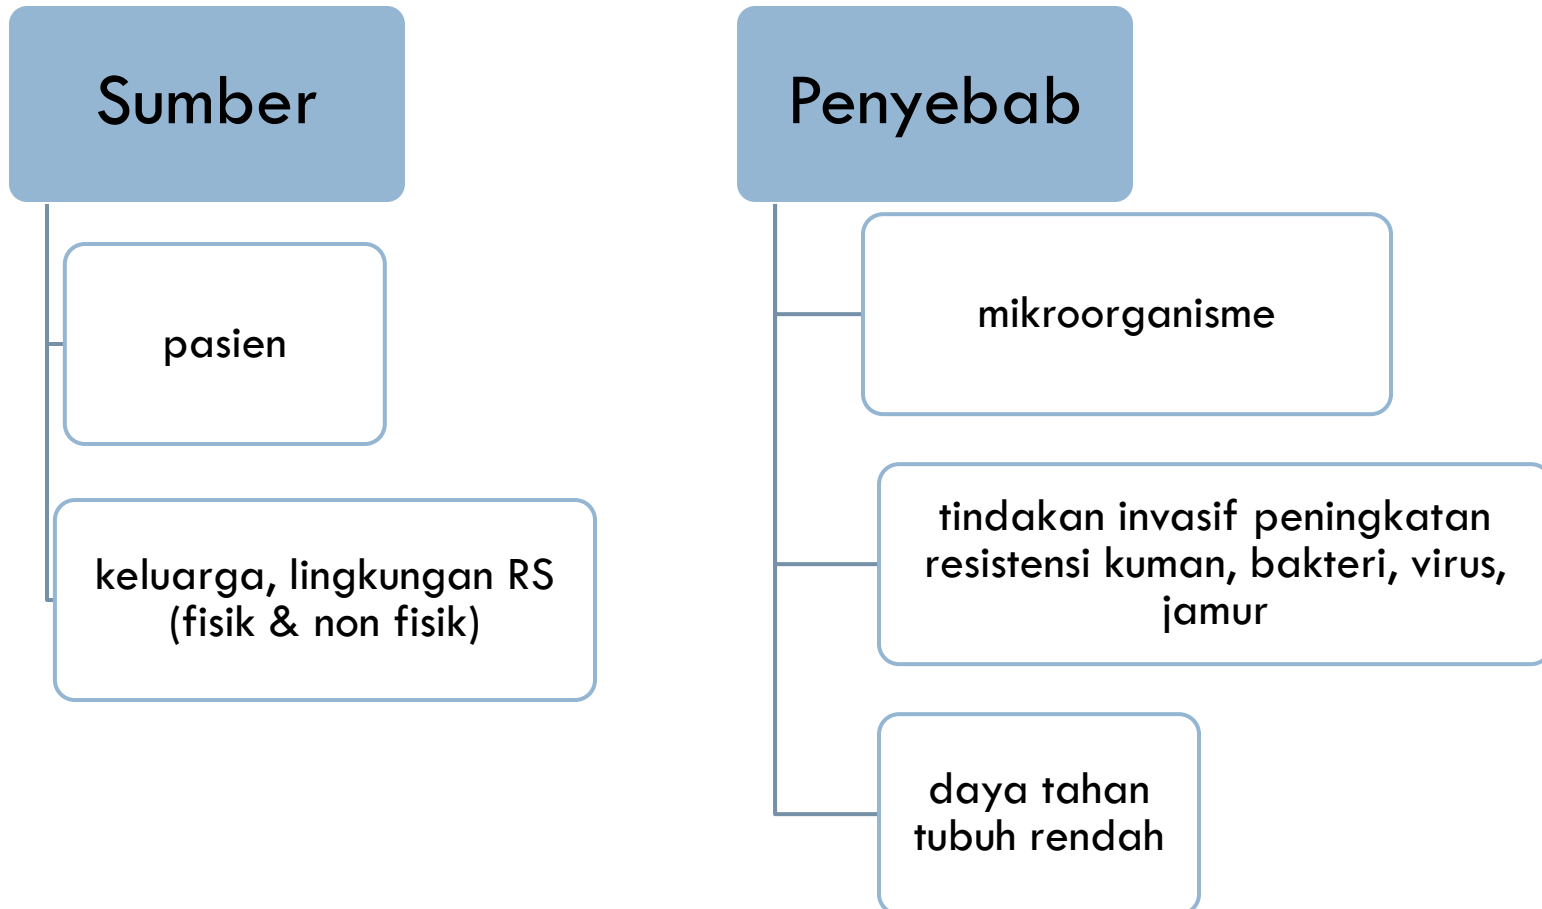 Sumber
pasien
keluarga, lingkungan RS
(fisik & non fisik)
Penyebab
mikroorganisme
tindakan invasif peningkatan
resistensi kuman, bakteri, virus,
jamur
daya tahan
tubuh rendah